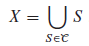 X = ⋃ S
S∈𝒞